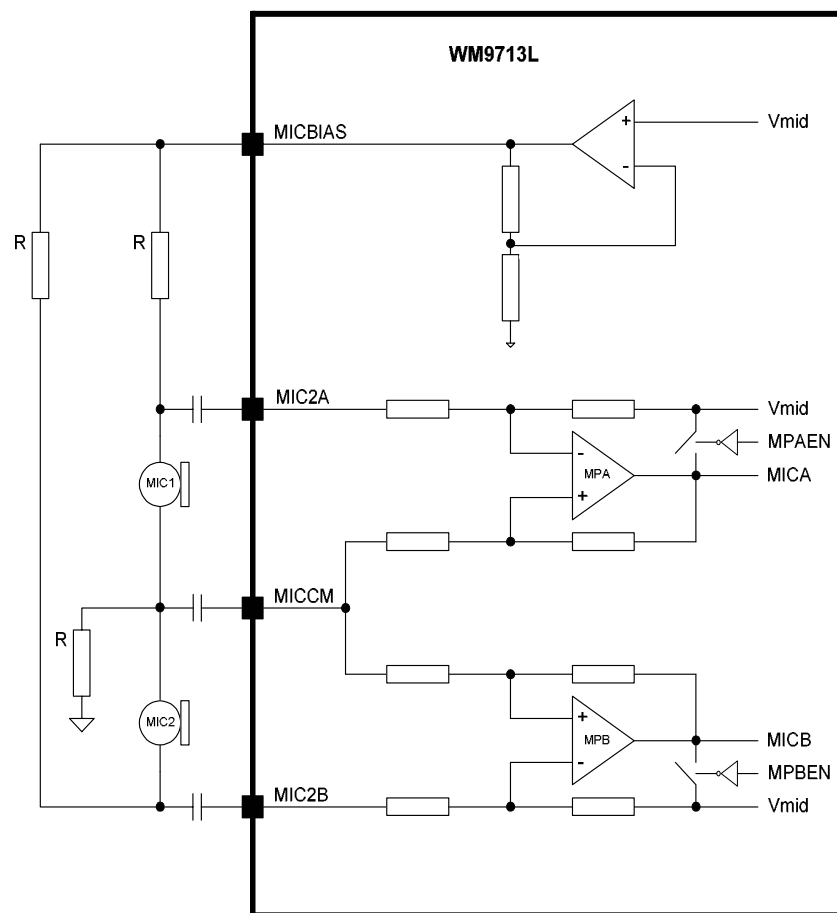 WM9713L
MICBIAS
+
Vmid
-
R
R
MIC2A
Vmid
MPAEN
-
MPA
MICA
+
MIC1
MICCM
R
+
MIC2
MPB
MICB
-
MPBEN
MIC2B
Vmid